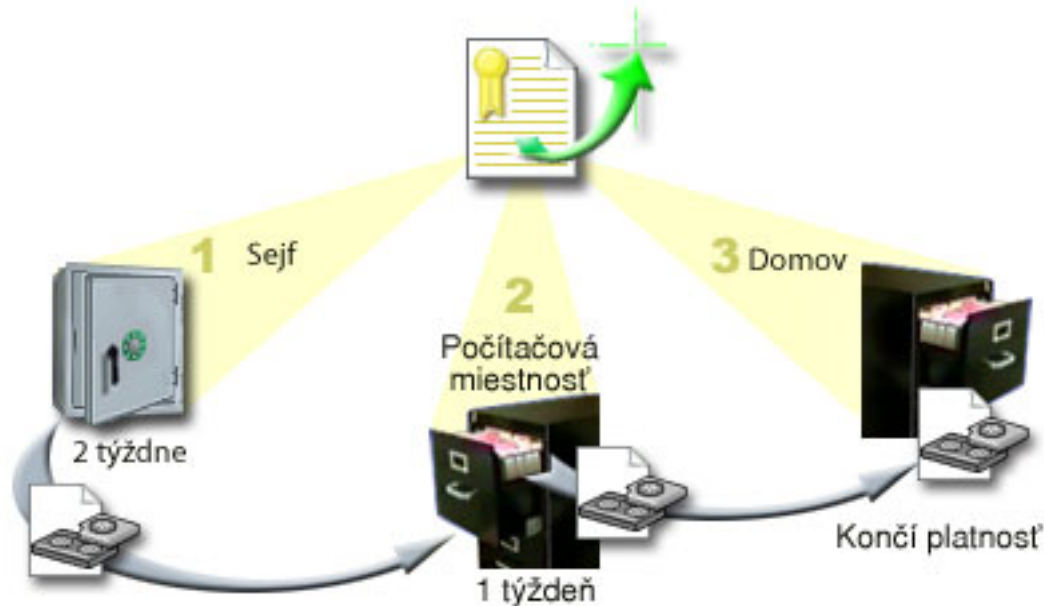 1 Sejf
2 týždne
2
Počítačová
miestnosť
1 týždeň
3 Domov
Končí platnosť